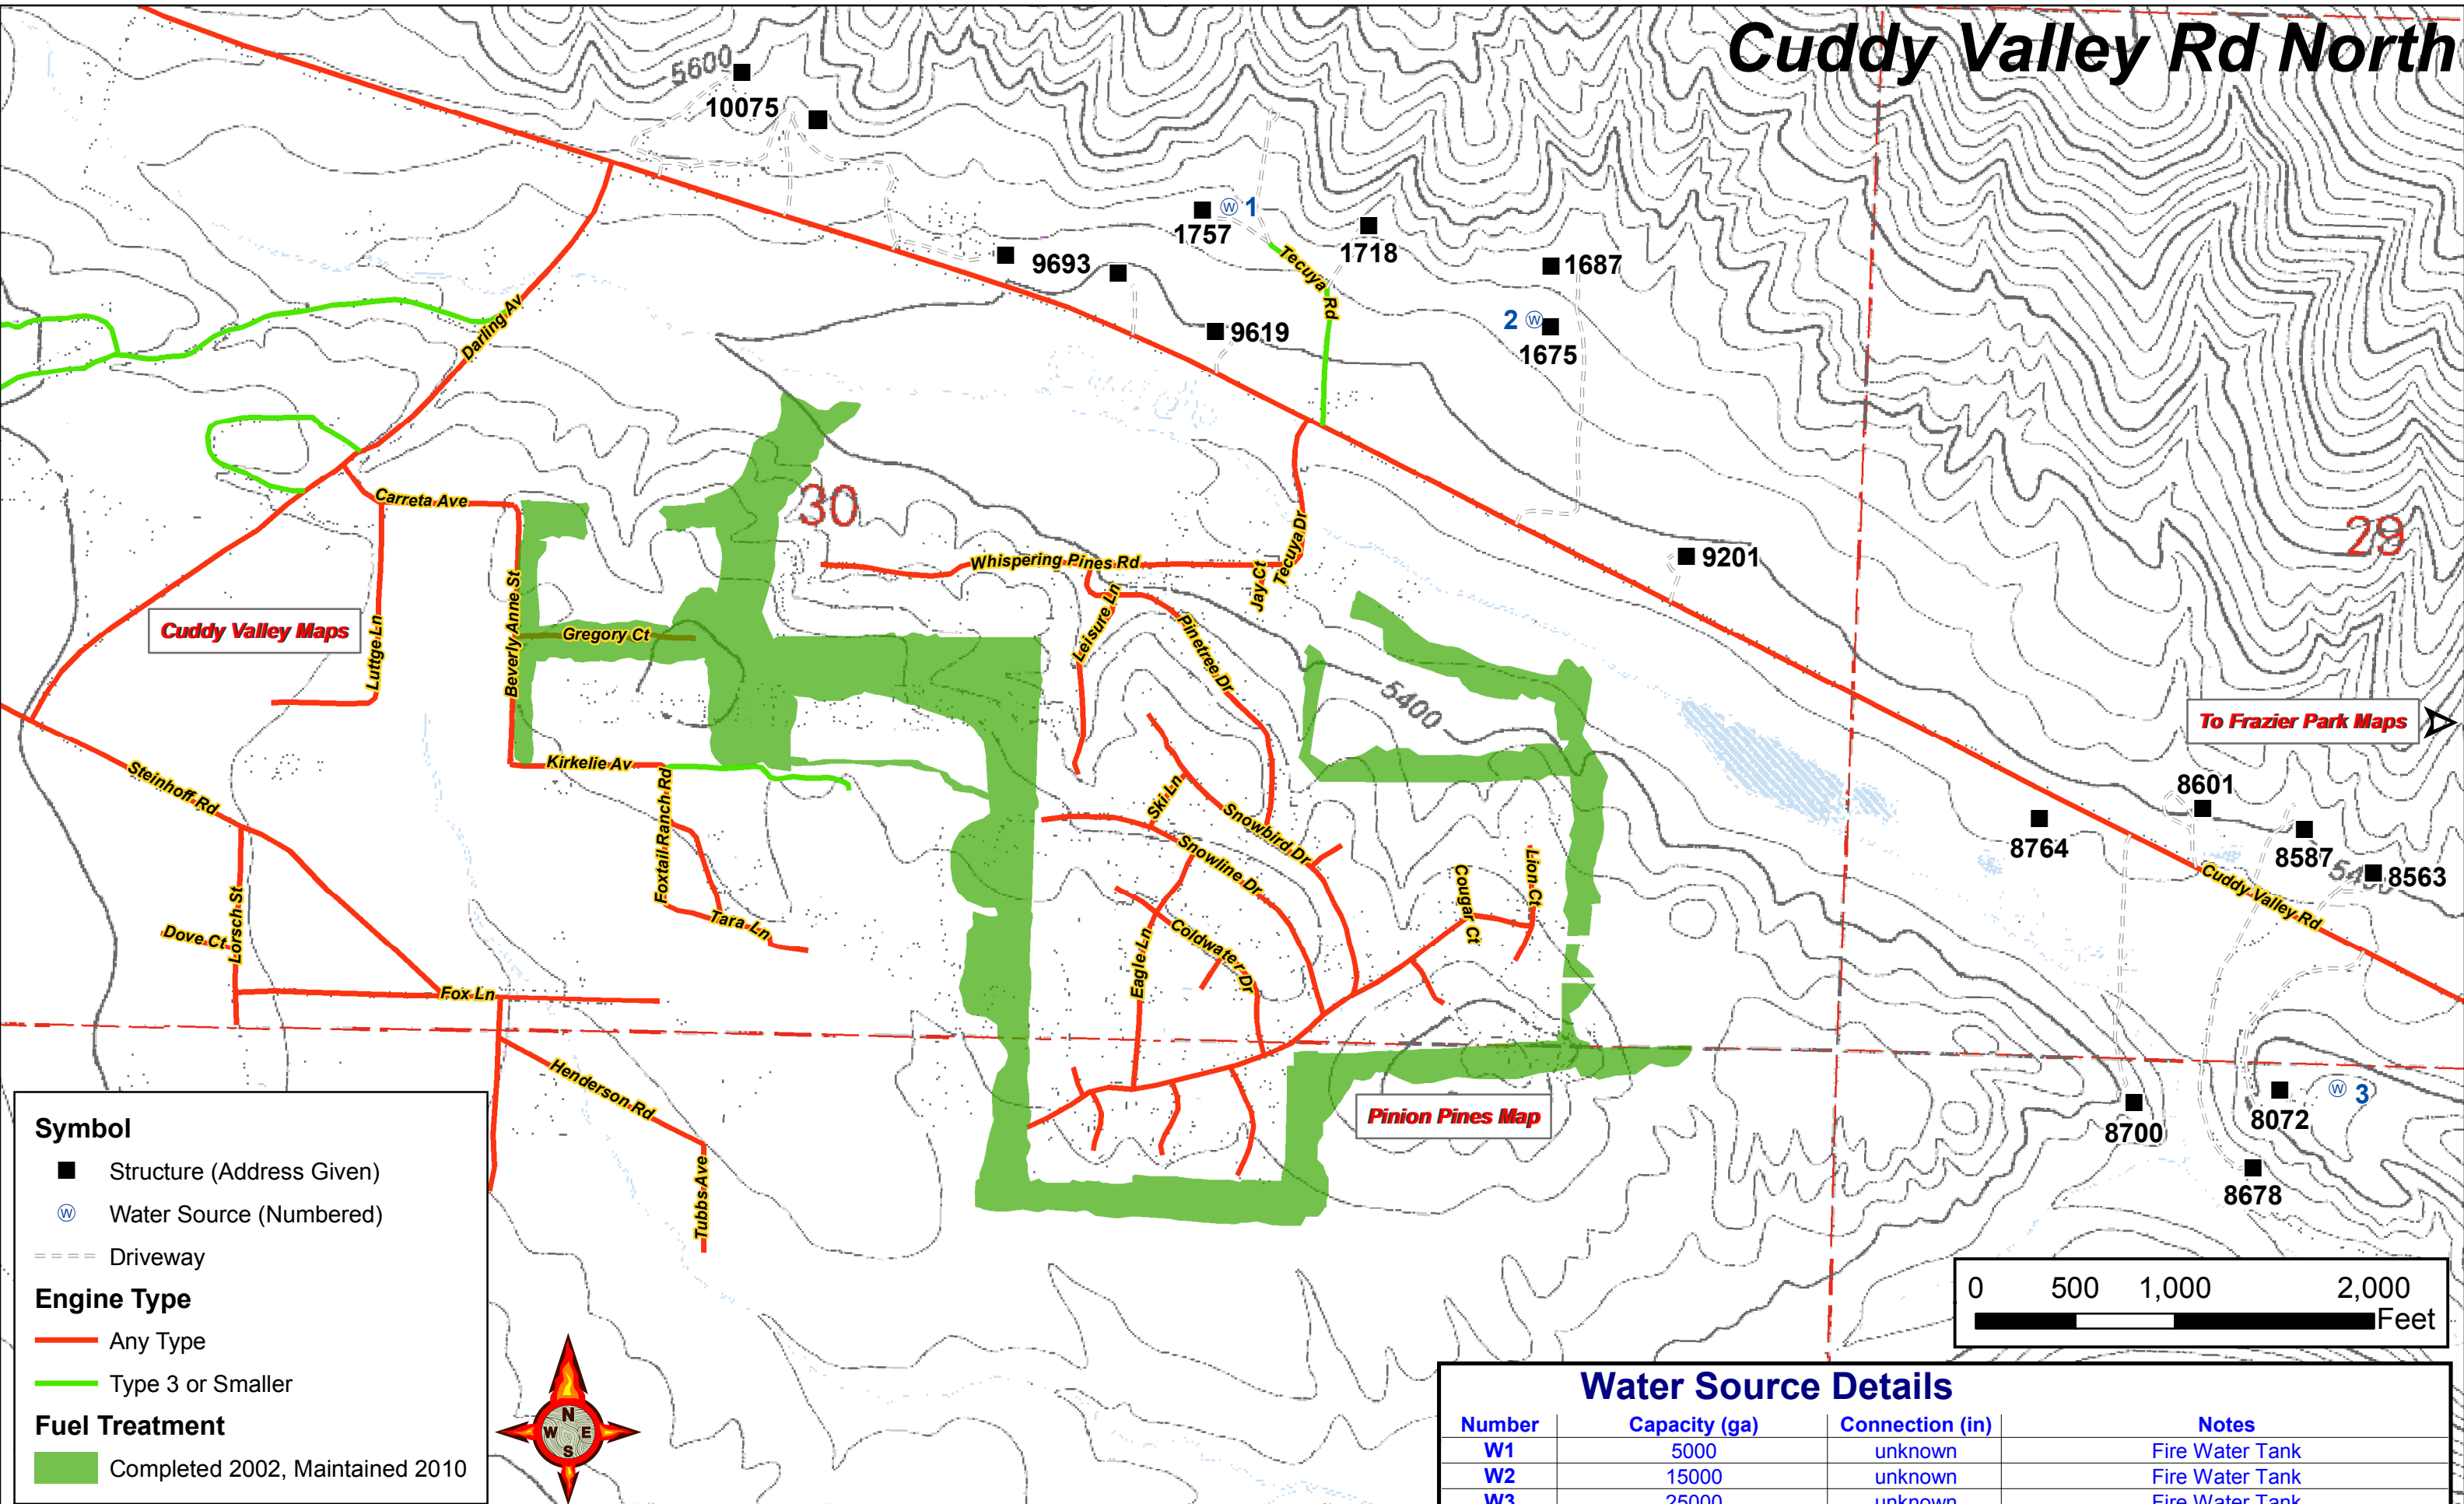 Cuddy Valley Rd North
5600
10075
1757
1
1718
Tecuya Rd
1687
9693
9619
2
1675
Darling Av
30
29
Carreta Ave
Whispering Pines Rd
Jay Ct
Tecuya Dr
9201
Cuddy Valley Maps
Luttge Ln
Beverly Anne St
Gregory Ct
Leisure Ln
Pinetree Dr
5400
To Frazier Park Maps
Steinhoff Rd
Kirkelie Av
Foxtail Ranch Rd
Ski Ln
Snowbird Dr
Snowline Dr
8601
8764
8587
5400
8563
Cuddy Valley Rd
Lorsch St
Dove Ct
Tara Ln
Eagle Ln
Coldwater Dr
Cougar Ct
Lion Ct
Fox Ln
Henderson Rd
Tubbs Ave
Pinion Pines Map
8700
8072
3
8678
Symbol
Structure (Address Given)
W Water Source (Numbered)
Driveway
Engine Type
Any Type
Type 3 or Smaller
Fuel Treatment
Completed 2002, Maintained 2010
N
W E
S
0 500 1,000 2,000
Feet
Water Source Details
Number Capacity (ga) Connection (in) Notes
W1 5000 unknown Fire Water Tank
W2 15000 unknown Fire Water Tank
W3 25000 unknown Fire Water Tank